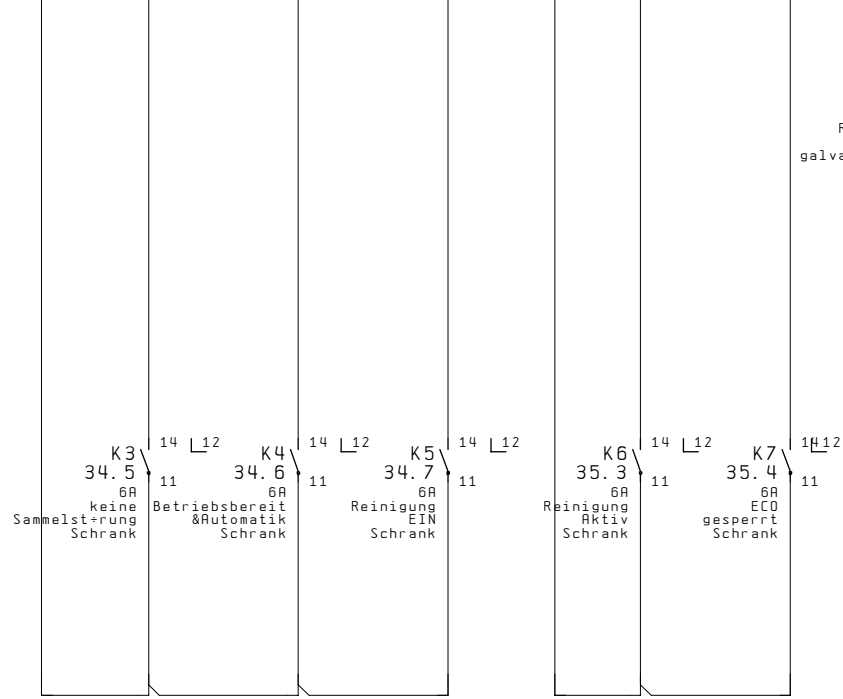 R
galva
14 12
K3
34.5
11
6A
keine
Sammelst÷rung
Schrank
14 12
K4
34.6
11
6A
Betriebsbereit
&Automatik
Schrank
14 12
K5
34.7
11
6A
Reinigung
EIN
Schrank
14 12
K6
35.3
11
6A
Reinigung
Aktiv
Schrank
14 12
K7
35.4
11
6A
ECO
gesperrt
Schrank